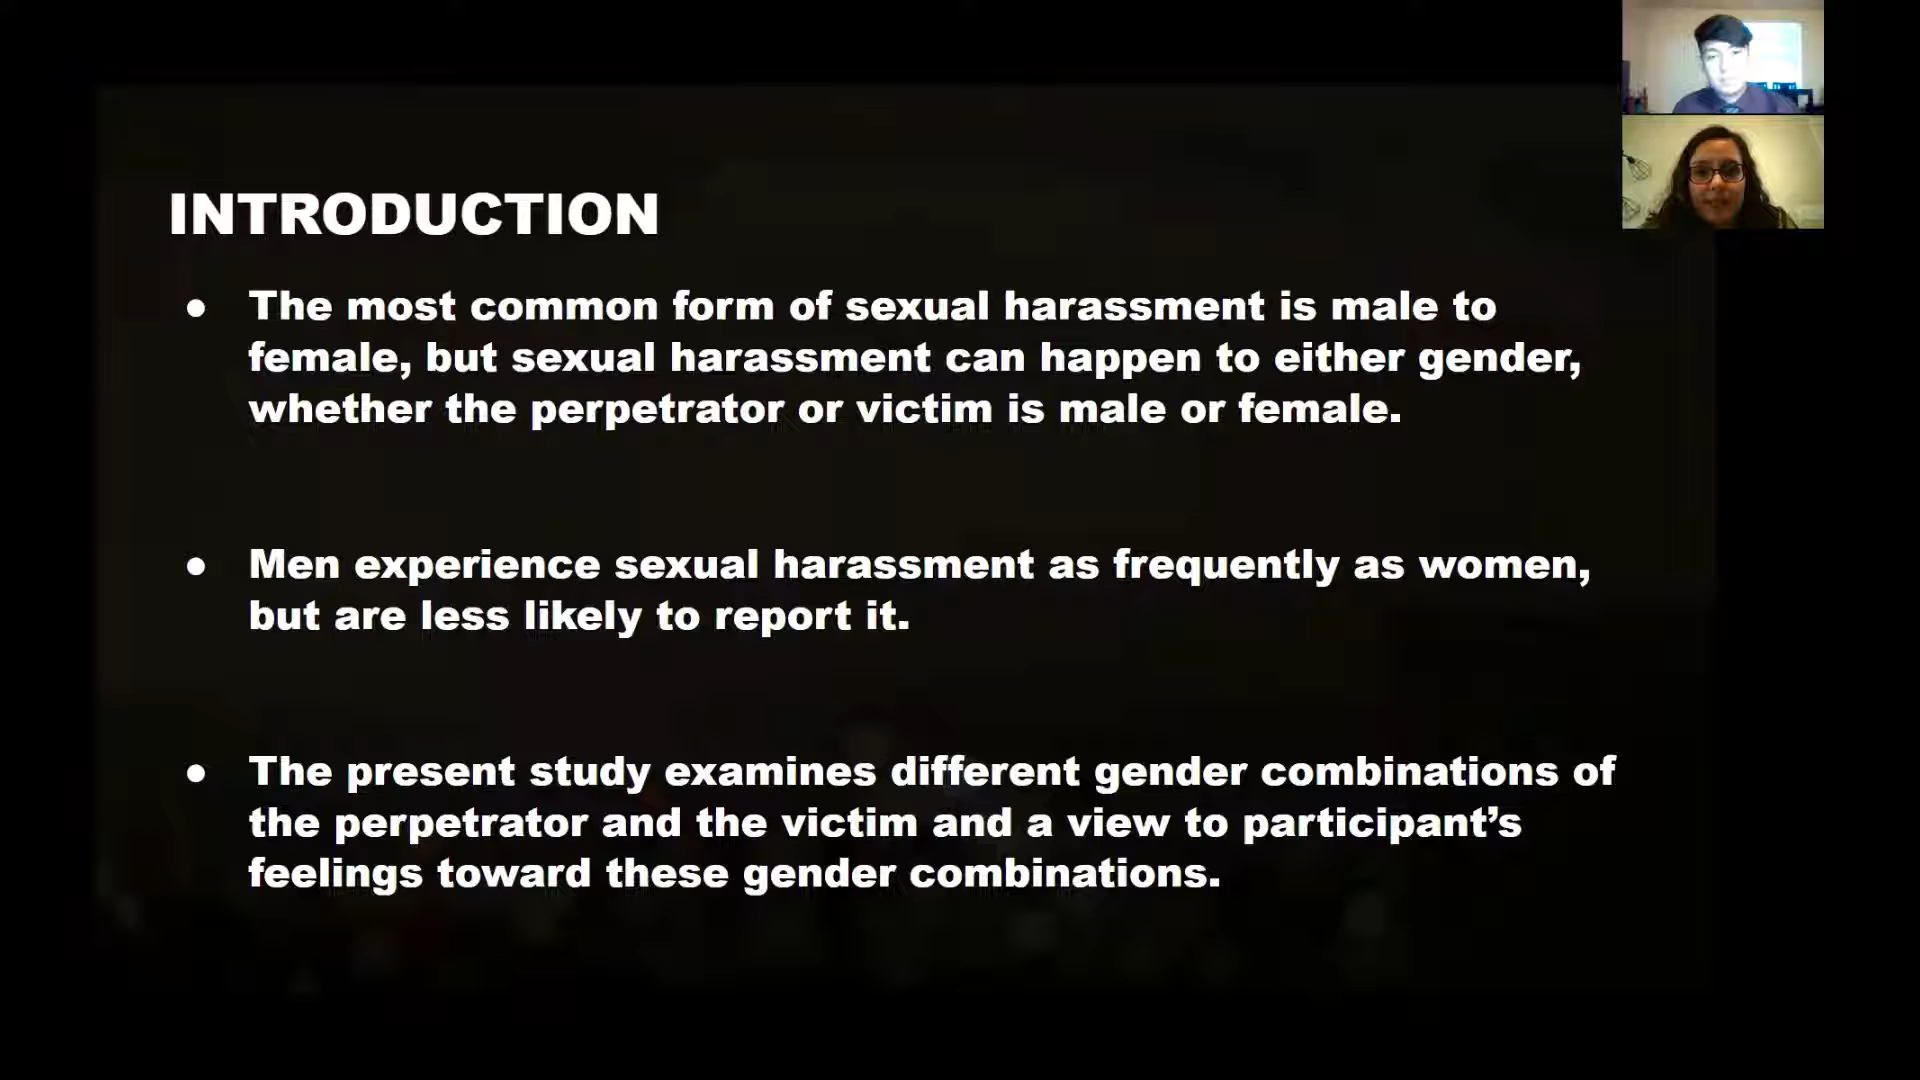 INTRODUCTION
● The most common form of sexual harassment is male to
female, but sexual harassment can happen to either gender,
whether the perpetrator or victim is male or female.
● Men experience sexual harassment as frequently as women,
but are less likely to report it.
● The present study examines different gender combinations of
the perpetrator and the victim and a view to participant’s
feelings toward these gender combinations.